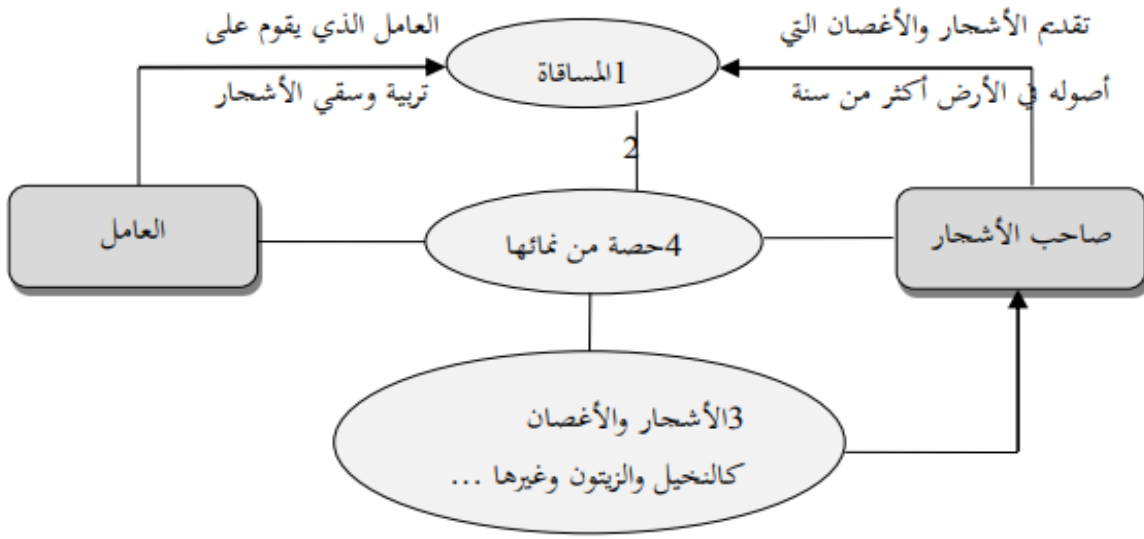 تقديم الأشجار والأغصان التي
أصوله في الأرض أكثر من سنة
1المساقاة
العامل الذي يقوم على
تربية وسقي الأشجار
2
صاحب الأشجار
4حصة من نمائها
العامل
3الأشجار والأغصان
كالنخيل والزيتون وغيرها ...